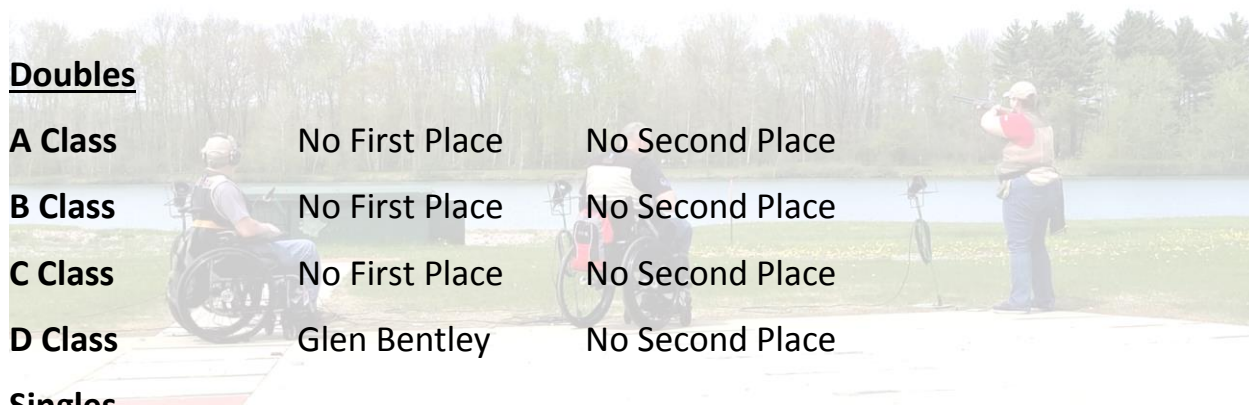 Doubles
A Class No First Place No Second Place
B Class No First Place No Second Place
C Class No First Place No Second Place
D Class Glen Bentley No Second Place
Singles